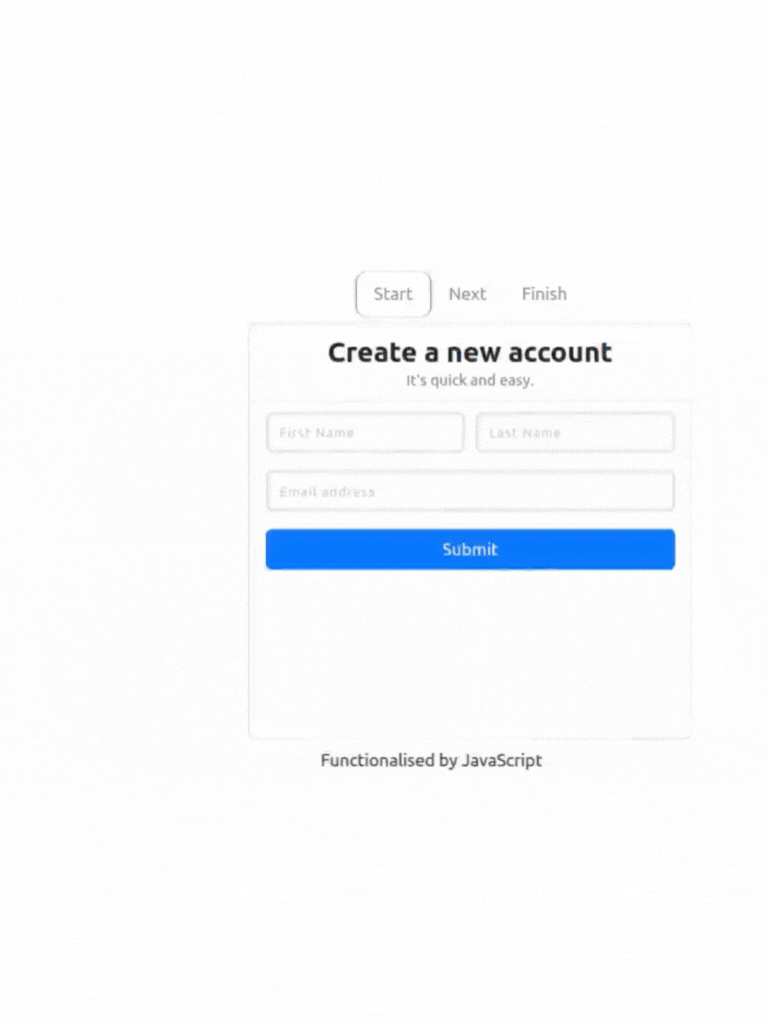 Start Next Finish
Create a new account
It's quick and easy.
First Name Last Name
Email address
Submit
Functionalised by JavaScript